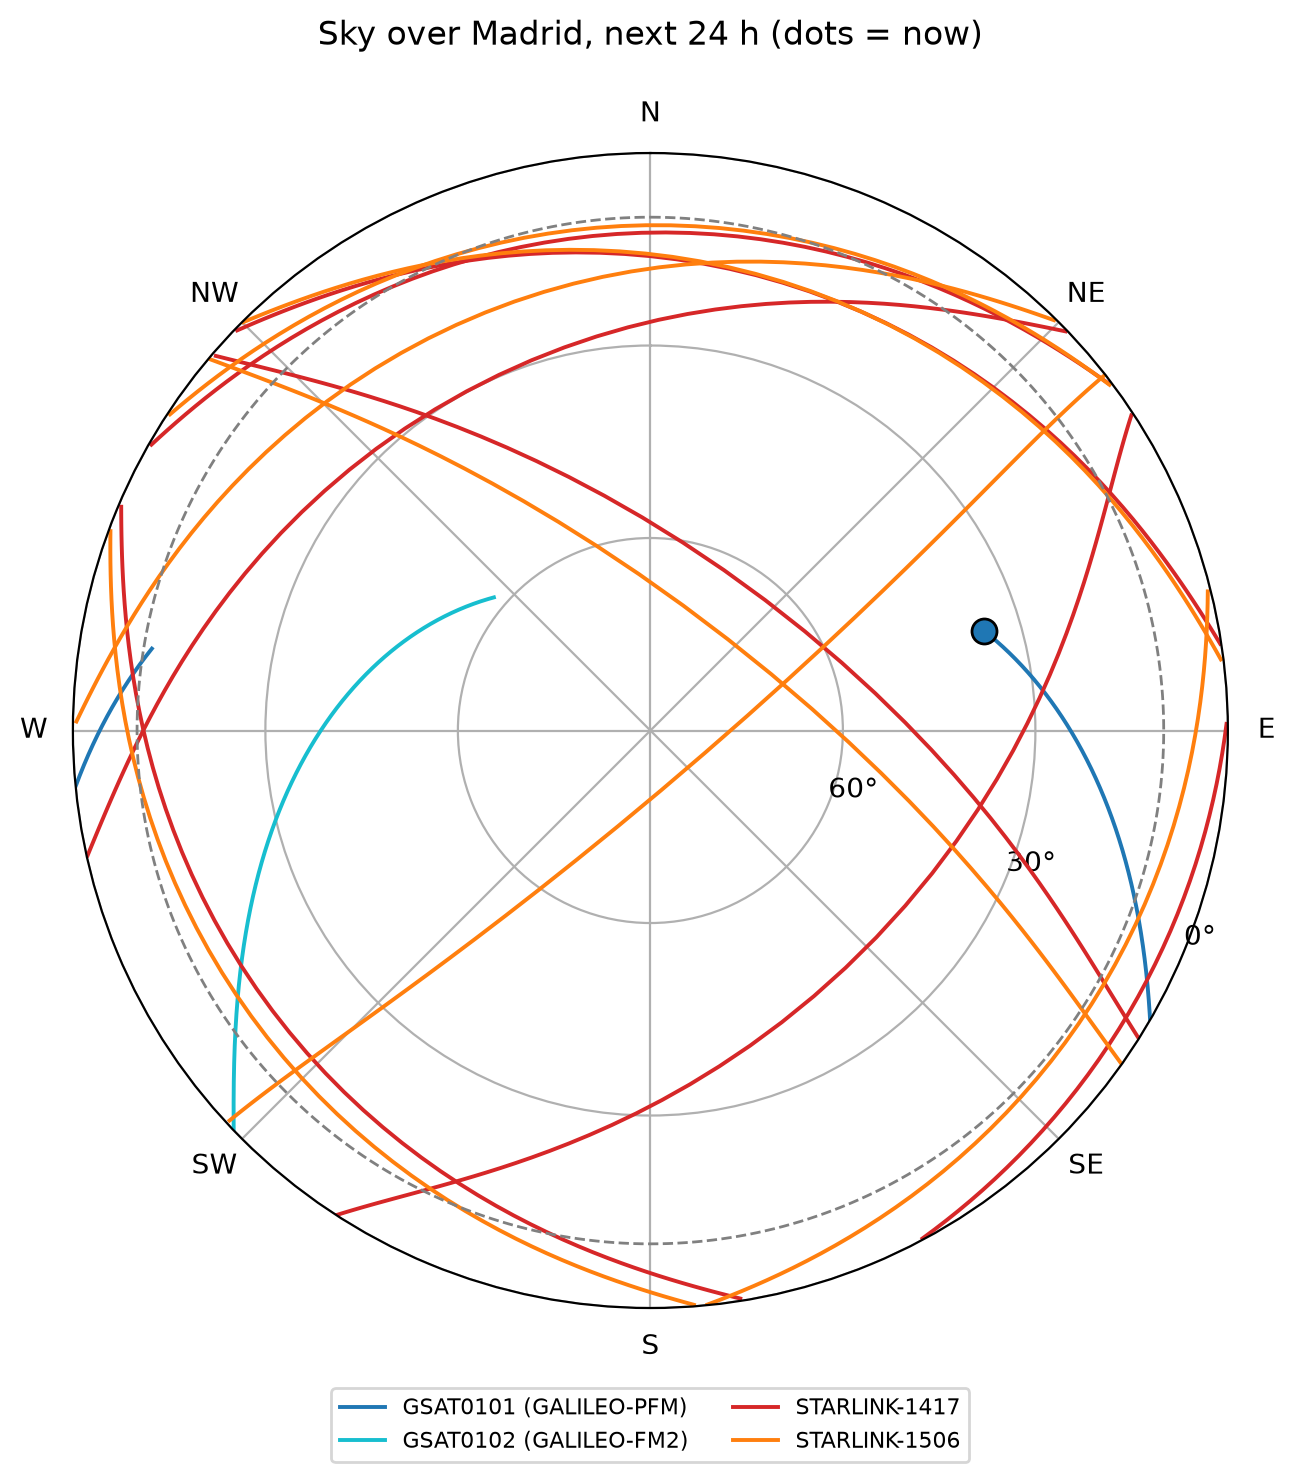 Sky over Madrid, next 24 h (dots = now)
N
NW
NE
W
E
60°
30°
0°
SW
SE
S
GSAT0101 (GALILEO-PFM)
STARLINK-1417
GSAT0102 (GALILEO-FM2)
STARLINK-1506